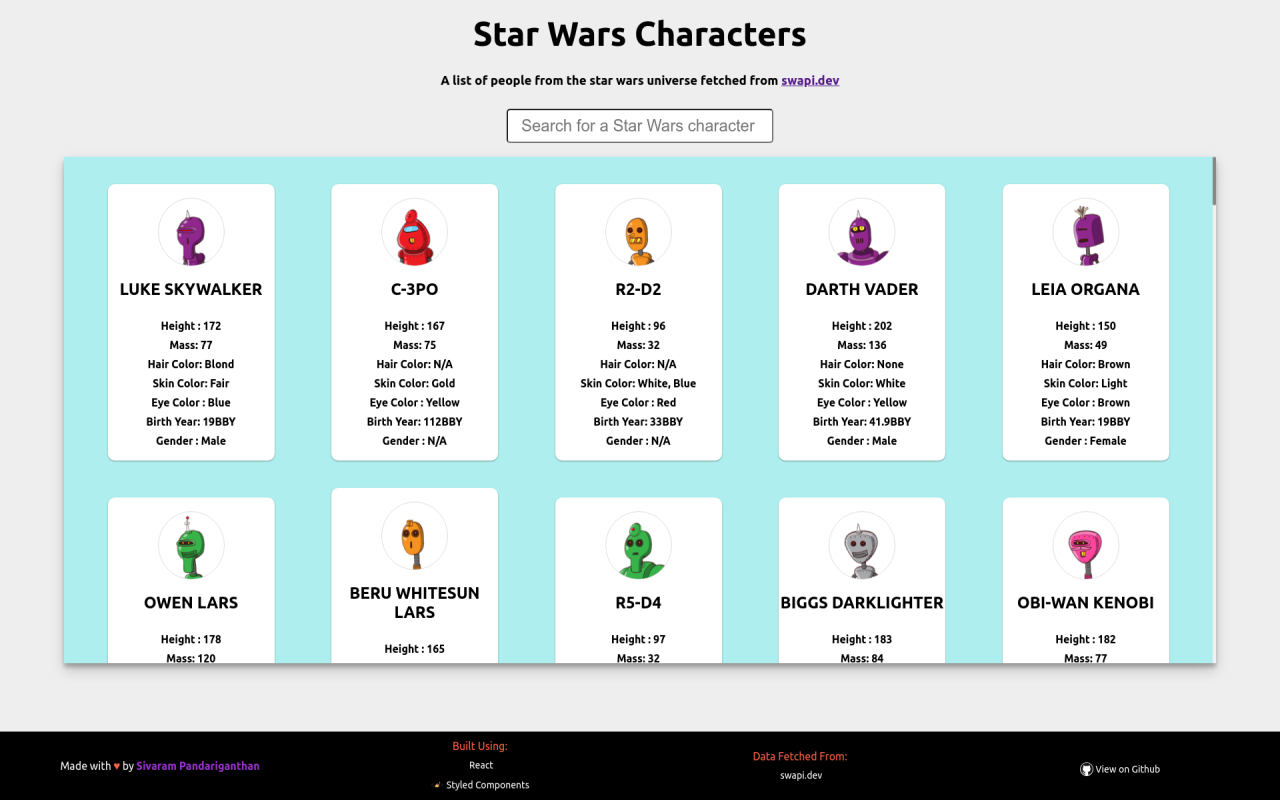 Star Wars Characters
A list of people from the star wars universe fetched from swapi.dev
Search for a Star Wars character
LUKE SKYWALKER
Height : 172
Mass: 77
Hair Color: Blond
Skin Color: Fair
Eye Color : Blue
Birth Year: 19BBY
Gender : Male
C-3PO
Height : 167
Mass: 75
Hair Color: N/A
Skin Color: Gold
Eye Color : Yellow
Birth Year: 112BBY
Gender : N/A
R2-D2
Height : 96
Mass: 32
Hair Color: N/A
Skin Color: White, Blue
Eye Color : Red
Birth Year: 33BBY
Gender : N/A
DARTH VADER
Height : 202
Mass: 136
Hair Color: None
Skin Color: White
Eye Color : Yellow
Birth Year: 41.9BBY
Gender : Male
LEIA ORGANA
Height : 150
Mass: 49
Hair Color: Brown
Skin Color: Light
Eye Color : Brown
Birth Year: 19BBY
Gender : Female
OWEN LARS
Height : 178
Mass: 120
BERU WHITESUN
LARS
Height : 165
R5-D4
Height : 97
Mass: 32
BIGGS DARKLIGHTER
Height : 183
Mass: 84
OBI-WAN KENOBI
Height : 182
Mass: 77
Made with ♥ by Sivaram Pandariganthan
Built Using:
React
💅 Styled Components
Data Fetched From:
swapi.dev
View on Github